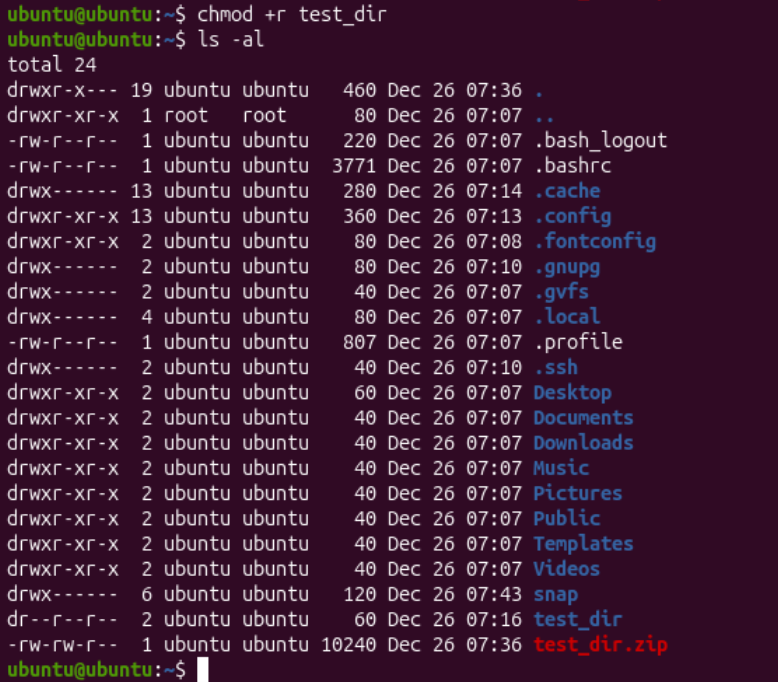 ubuntu@ubuntu:~$ chmod +r test_dir
ubuntu@ubuntu:~$ ls -al
total 24
drwxr-x--- 19 ubuntu ubuntu   460 Dec 26 07:36 .
drwxr-xr-x  1 root   root      80 Dec 26 07:07 ..
-rw-r--r--  1 ubuntu ubuntu   220 Dec 26 07:07 .bash_logout
-rw-r--r--  1 ubuntu ubuntu  3771 Dec 26 07:07 .bashrc
drwx------ 13 ubuntu ubuntu   280 Dec 26 07:14 .cache
drwxr-xr-x 13 ubuntu ubuntu   360 Dec 26 07:13 .config
drwxr-xr-x  2 ubuntu ubuntu    80 Dec 26 07:08 .fontconfig
drwx------  2 ubuntu ubuntu    80 Dec 26 07:10 .gnupg
drwx------  2 ubuntu ubuntu    40 Dec 26 07:07 .gvfs
drwx------  4 ubuntu ubuntu    80 Dec 26 07:07 .local
-rw-r--r--  1 ubuntu ubuntu   807 Dec 26 07:07 .profile
drwx------  2 ubuntu ubuntu    40 Dec 26 07:10 .ssh
drwxr-xr-x  2 ubuntu ubuntu    60 Dec 26 07:07 Desktop
drwxr-xr-x  2 ubuntu ubuntu    40 Dec 26 07:07 Documents
drwxr-xr-x  2 ubuntu ubuntu    40 Dec 26 07:07 Downloads
drwxr-xr-x  2 ubuntu ubuntu    40 Dec 26 07:07 Music
drwxr-xr-x  2 ubuntu ubuntu    40 Dec 26 07:07 Pictures
drwxr-xr-x  2 ubuntu ubuntu    40 Dec 26 07:07 Public
drwxr-xr-x  2 ubuntu ubuntu    40 Dec 26 07:07 Templates
drwxr-xr-x  2 ubuntu ubuntu    40 Dec 26 07:07 Videos
drwx------  6 ubuntu ubuntu   120 Dec 26 07:43 snap
dr--r--r--  2 ubuntu ubuntu    60 Dec 26 07:16 test_dir
-rw-rw-r--  1 ubuntu ubuntu 10240 Dec 26 07:36 test_dir.zip
ubuntu@ubuntu:~$